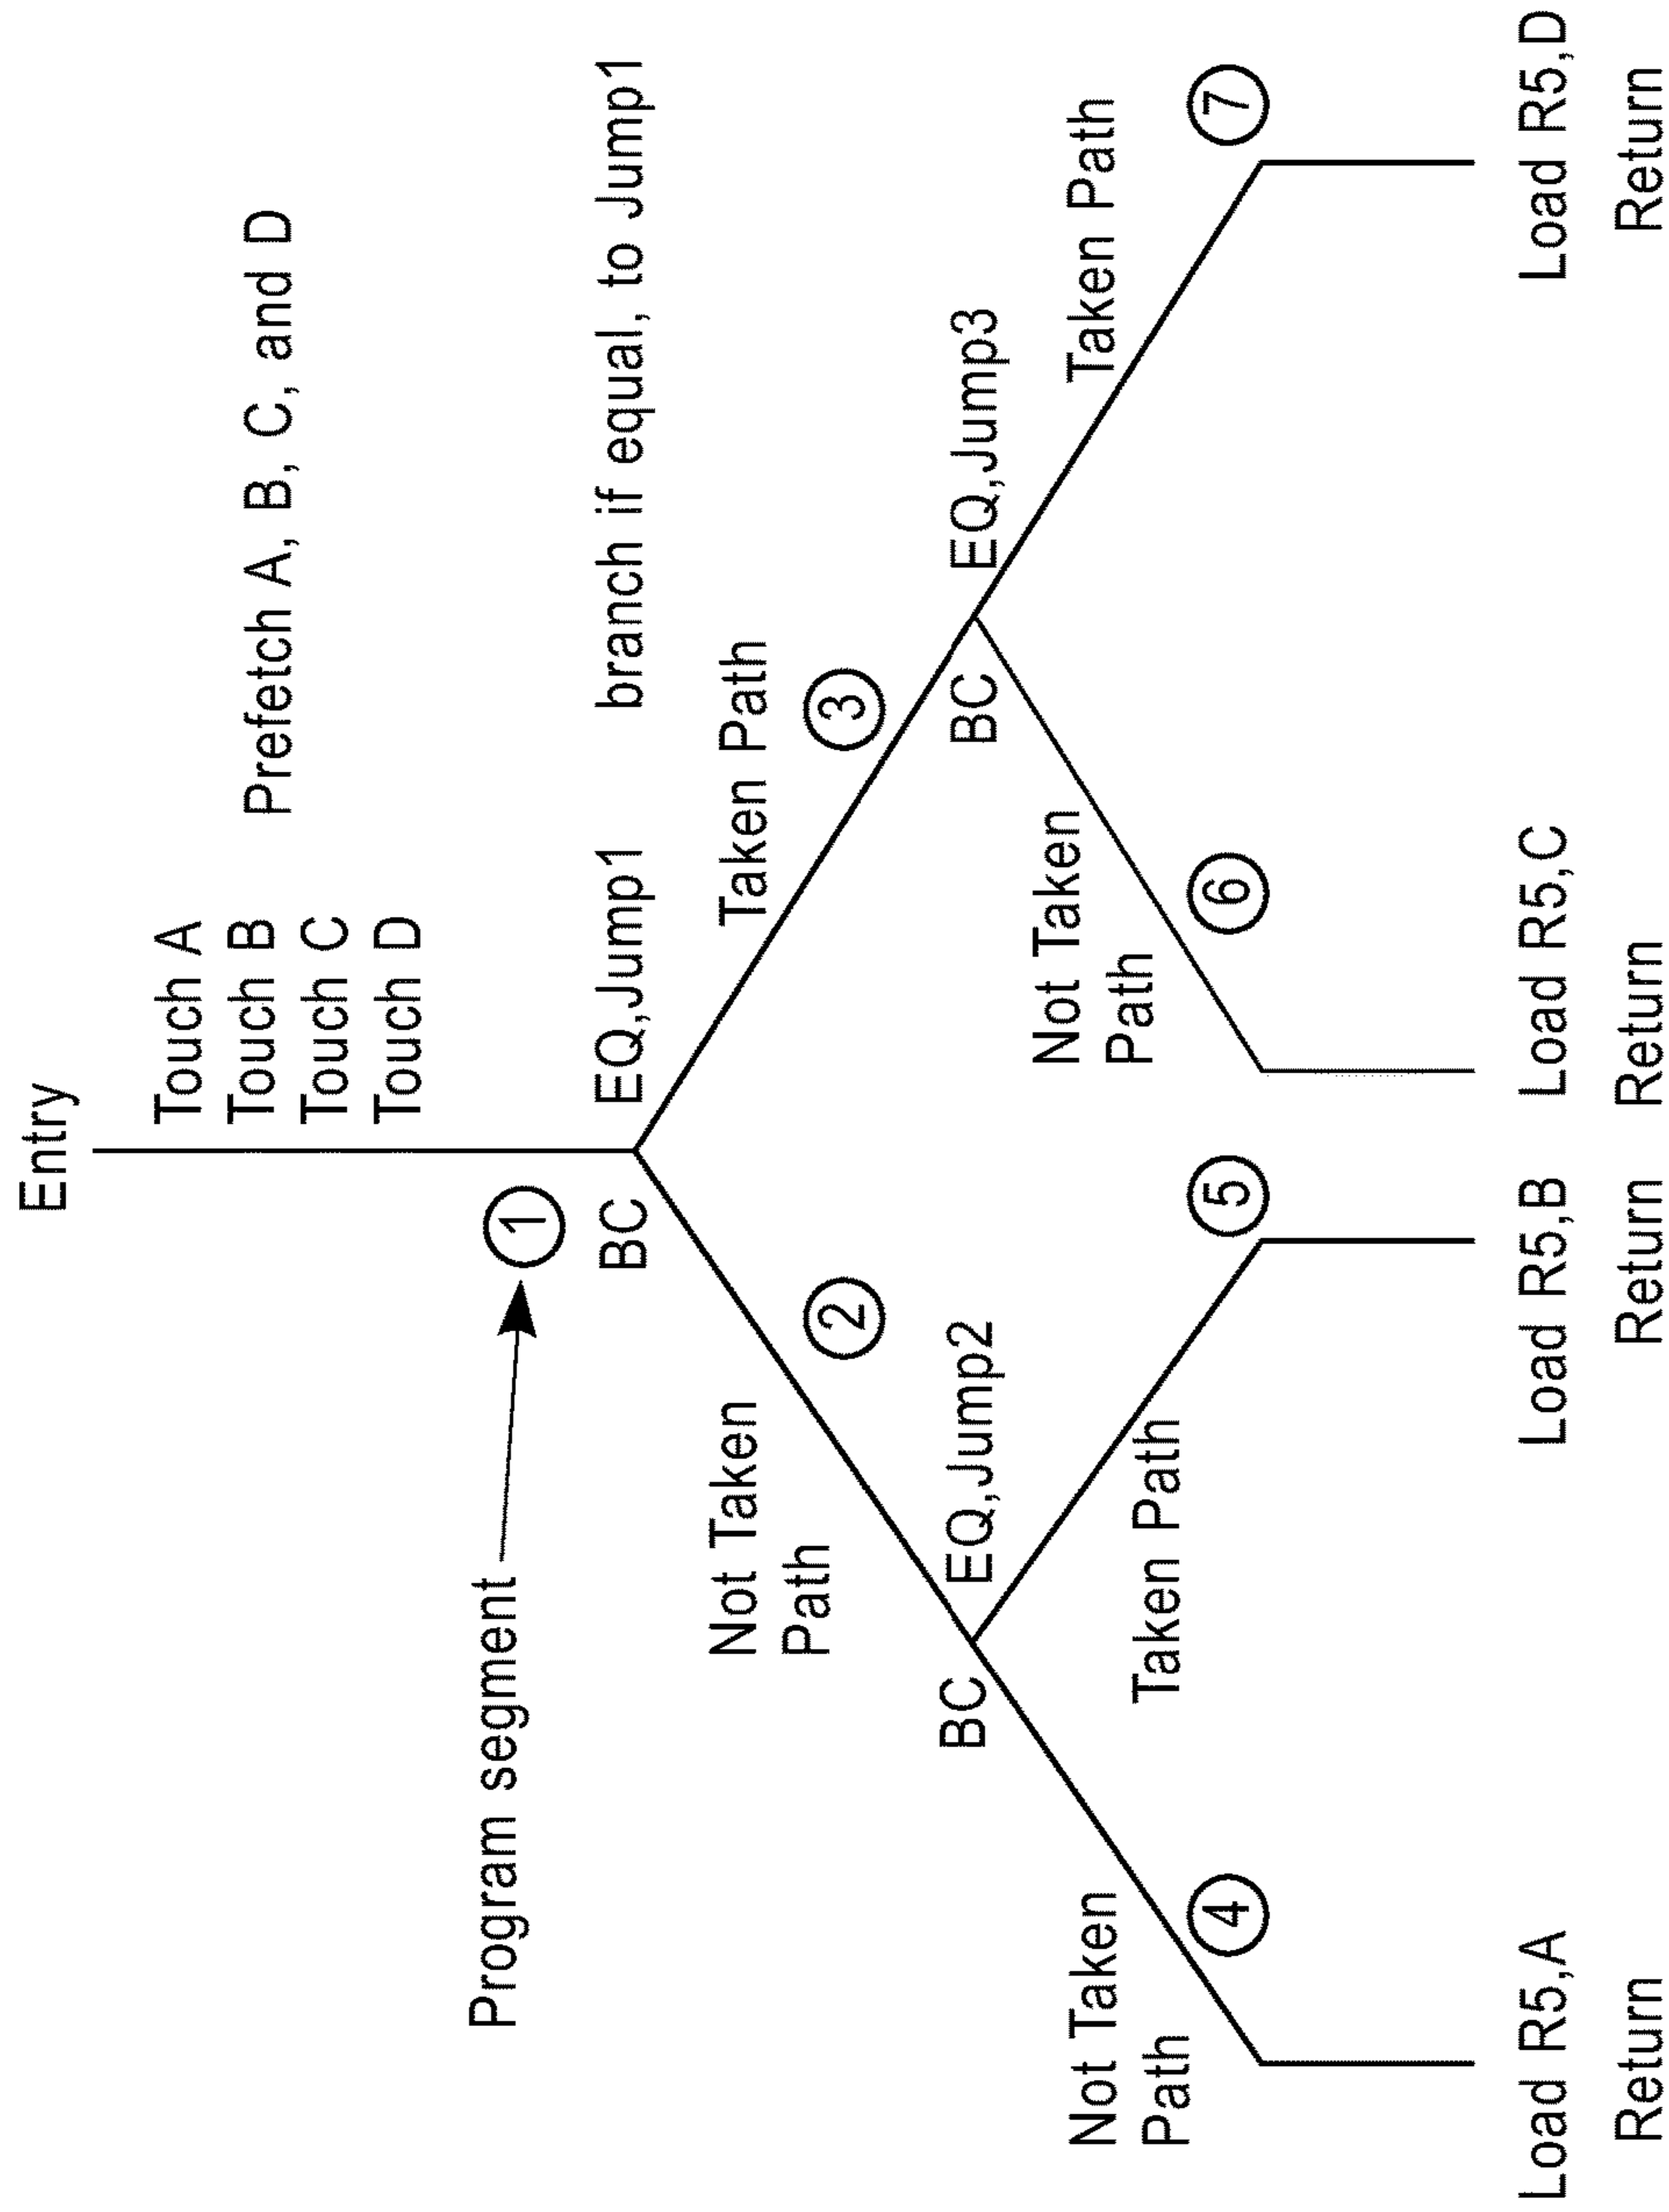 Entry
Touch A
Touch B
Touch C
Touch D
Prefetch A, B, C, and D
Program segment
1
BC
EQ,Jump1
branch if equal, to Jump1
Not Taken
Path
2
Taken Path
3
BC
EQ,Jump2
BC
EQ,Jump3
Not Taken
Path
4
Taken Path
5
Not Taken
Path
6
Taken Path
7
Load R5,A
Return
Load R5,B
Return
Load R5,C
Return
Load R5,D
Return